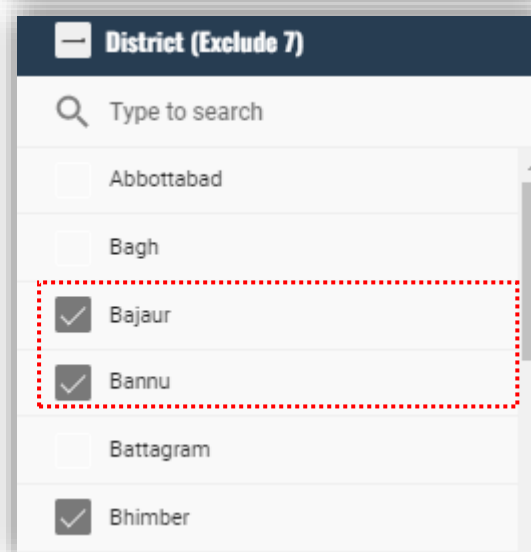 District (Exclude 7)
Type to search
Abbottabad
Bagh
Bajaur
Bannu
Battagram
Bhimber